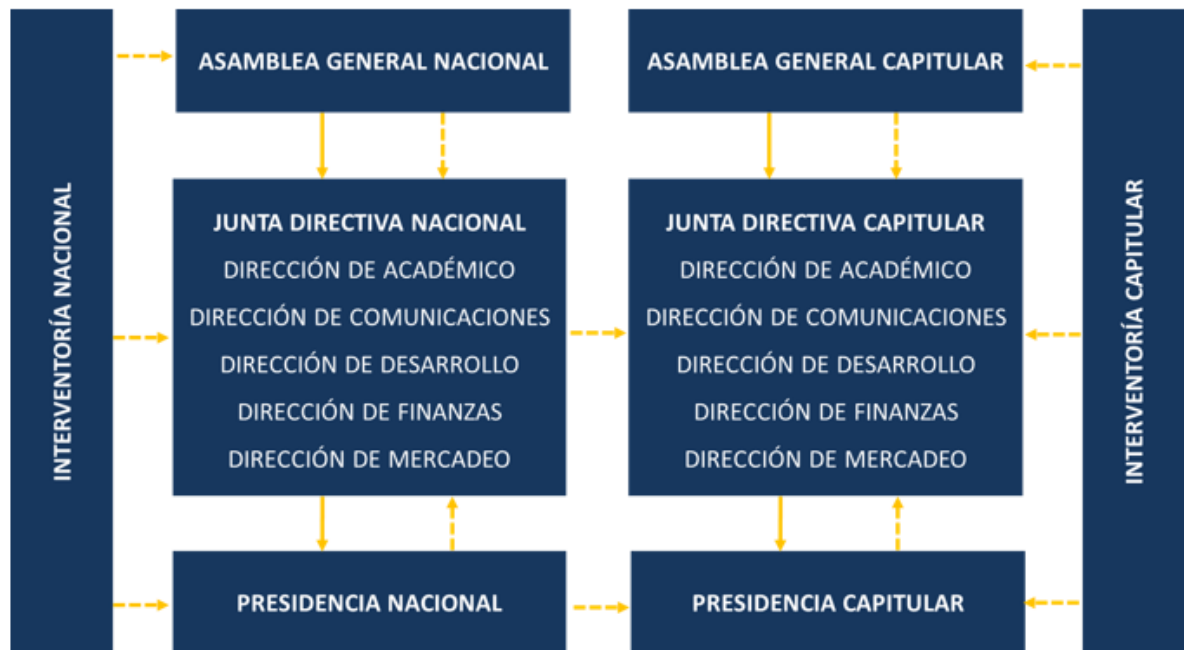 INTERVENTORÍA NACIONAL
ASAMBLEA GENERAL NACIONAL
JUNTA DIRECTIVA NACIONAL
DIRECCIÓN DE ACADÉMICO
DIRECCIÓN DE COMUNICACIONES
DIRECCIÓN DE DESARROLLO
DIRECCIÓN DE FINANZAS
DIRECCIÓN DE MERCADEO
PRESIDENCIA NACIONAL
ASAMBLEA GENERAL CAPITULAR
JUNTA DIRECTIVA CAPITULAR
DIRECCIÓN DE ACADÉMICO
DIRECCIÓN DE COMUNICACIONES
DIRECCIÓN DE DESARROLLO
DIRECCIÓN DE FINANZAS
DIRECCIÓN DE MERCADEO
PRESIDENCIA CAPITULAR
INTERVENTORÍA CAPITULAR